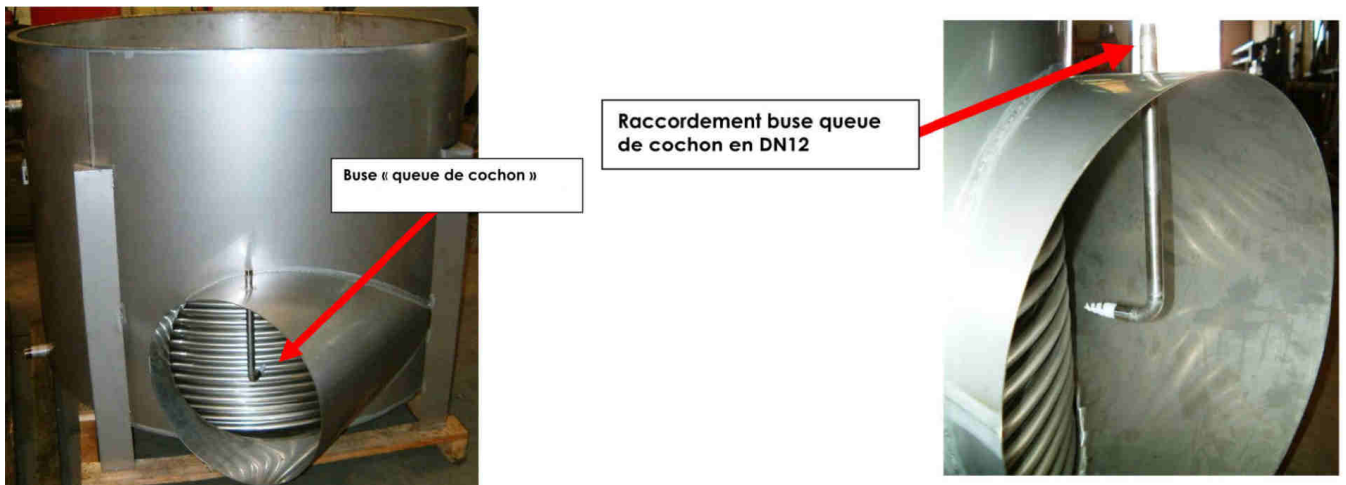 Buse « queue de cochon »
Raccordement buse queue
de cochon en DN12